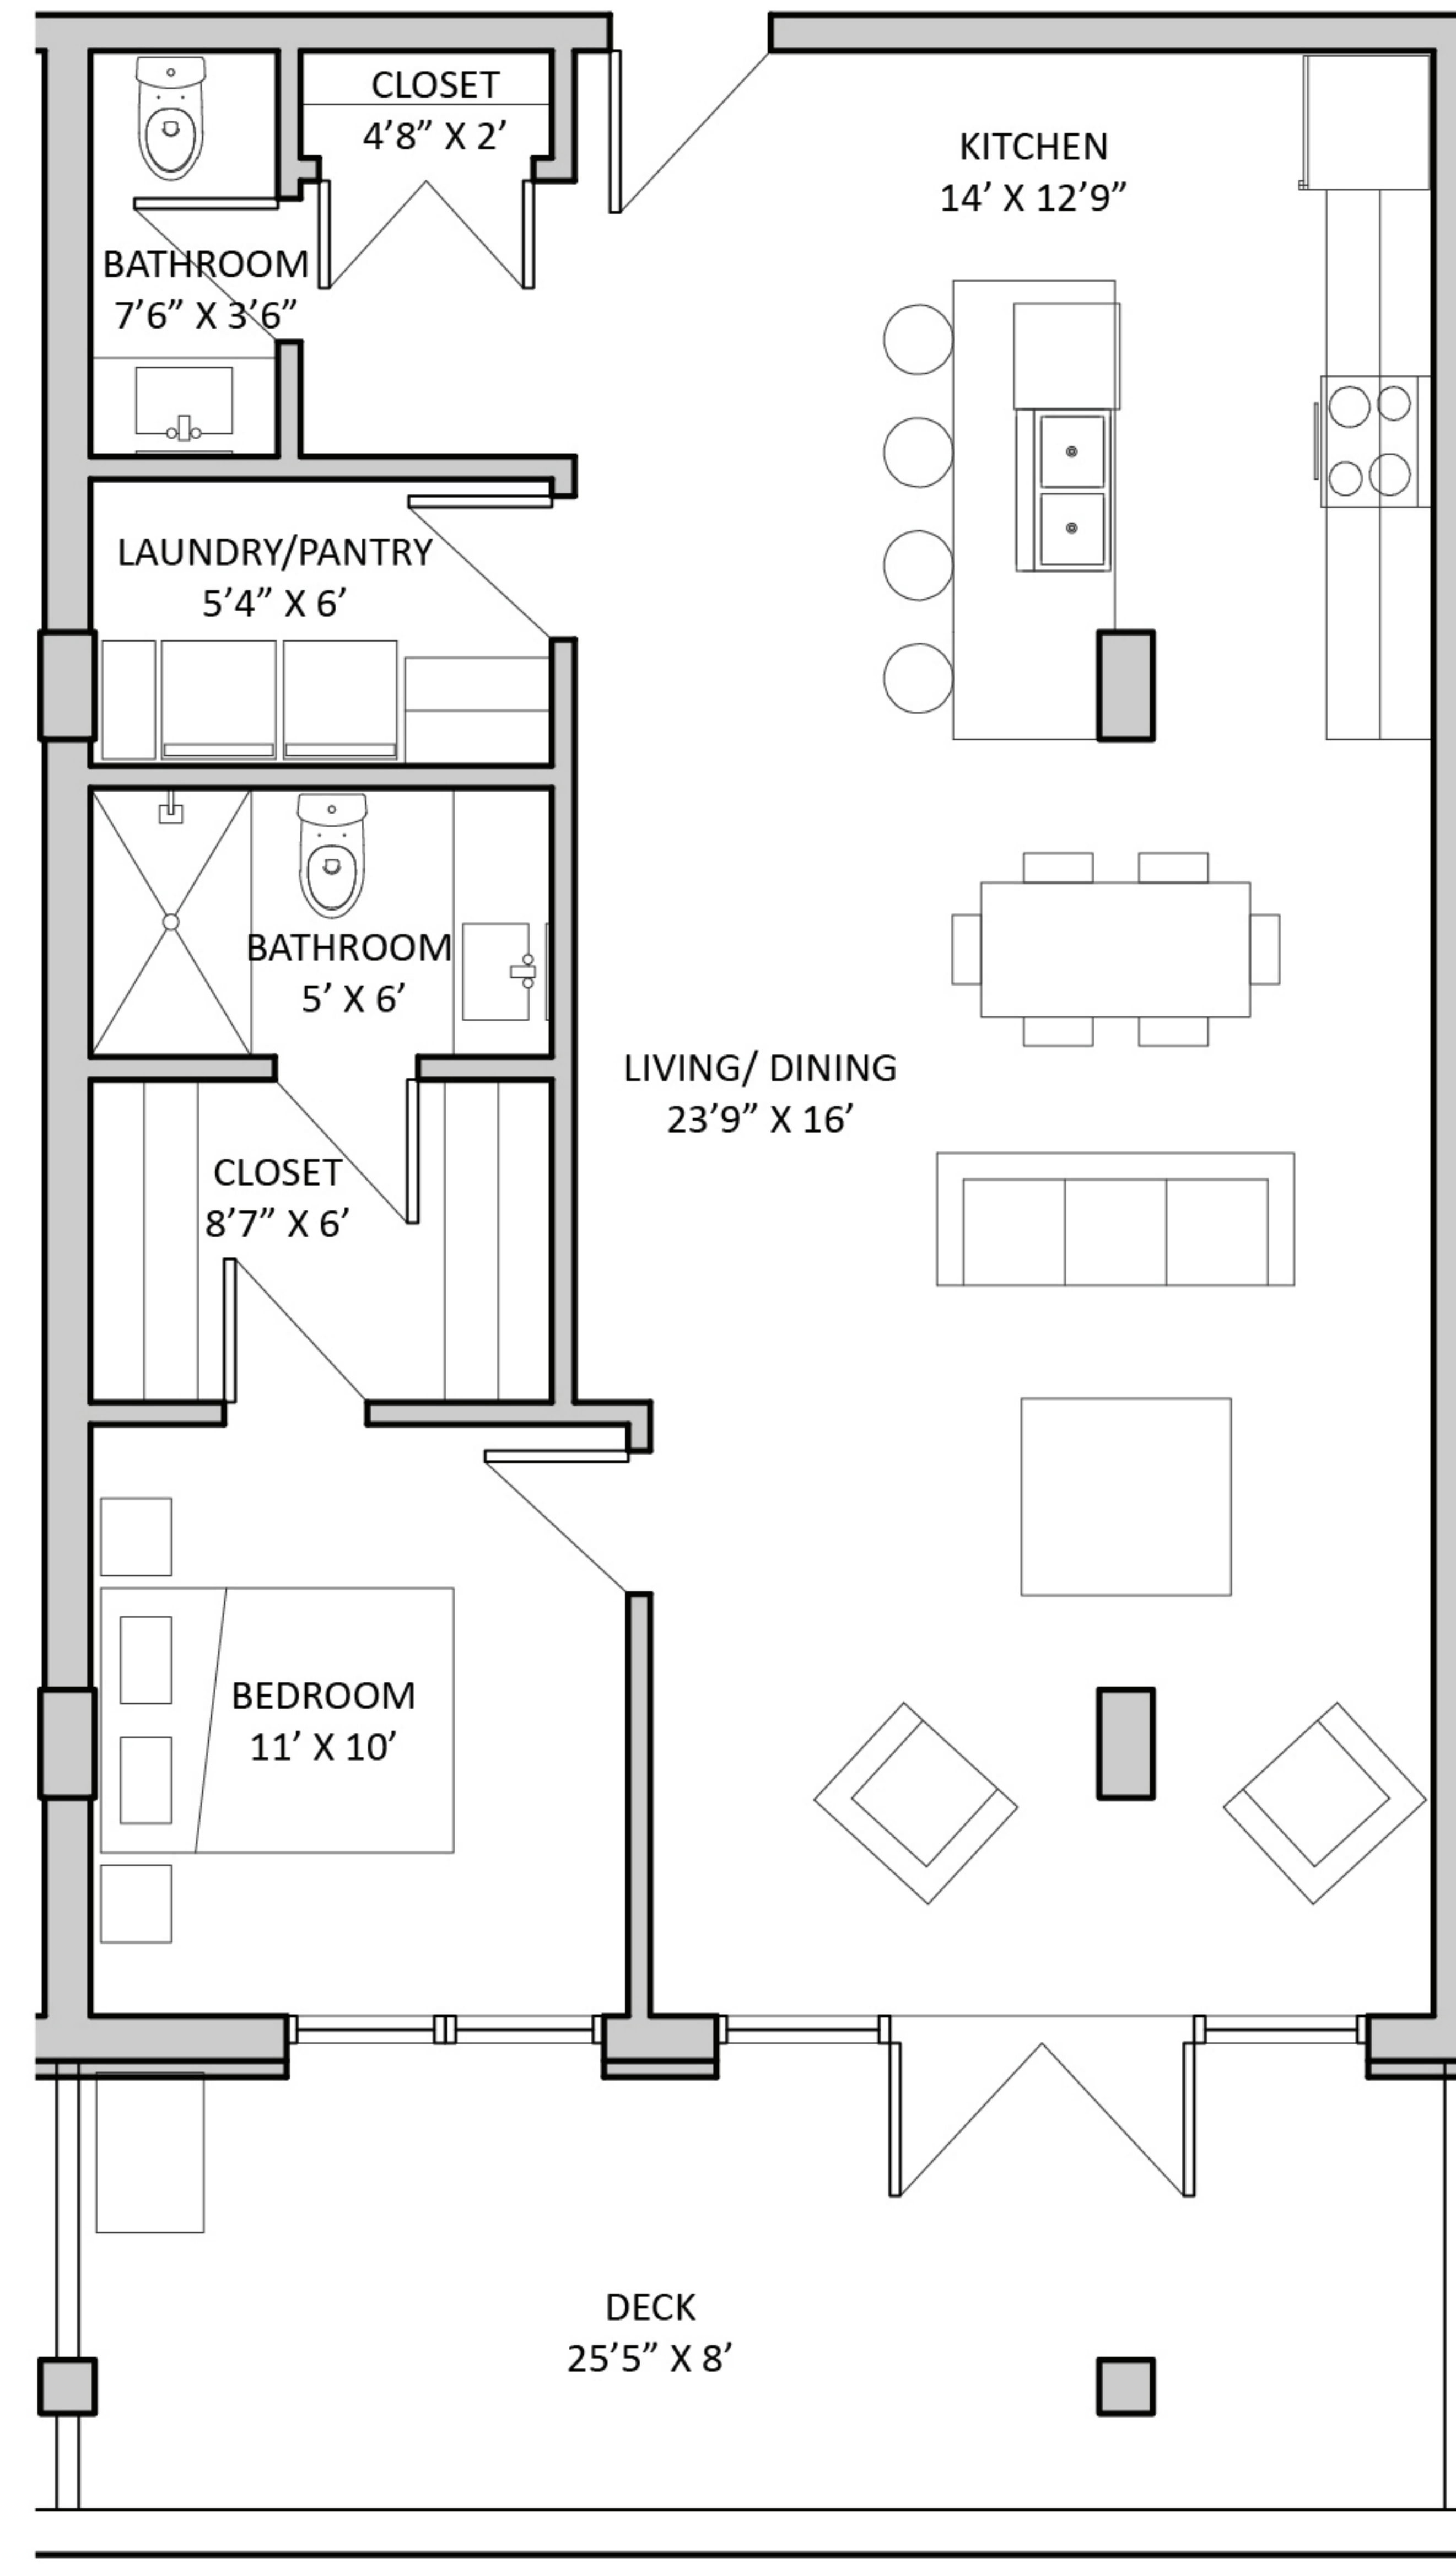 CLOSET
4’8” X 2’
KITCHEN
14’ X 12’9”
BATHROOM
7’6” X 3’6”
LAUNDRY/PANTRY
5’4” X 6’
BATHROOM
5’ X 6’
LIVING/ DINING
23’9” X 16’
CLOSET
8’7” X 6’
BEDROOM
11’ X 10’
DECK
25’5” X 8’